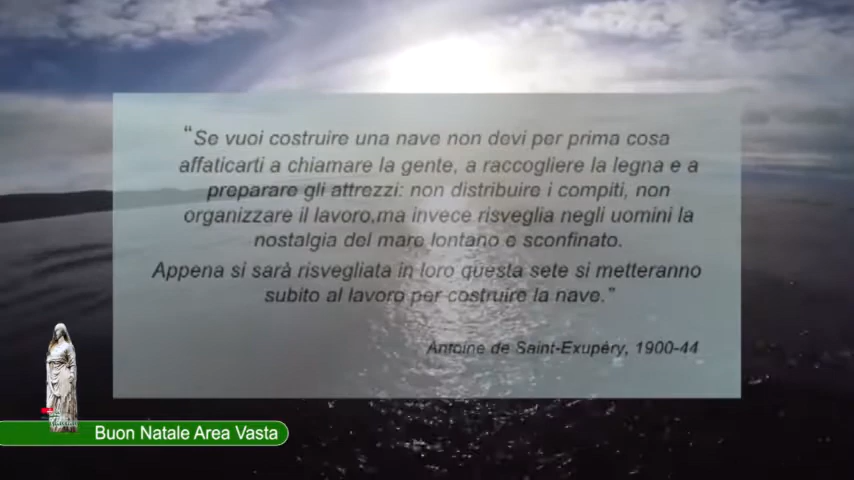 “Se vuoi costruire una nave non devi per prima cosa
affaticarti a chiamare la gente, a raccogliere la legna e a
preparare gli attrezzi: non distribuire i compiti, non
organizzare il lavoro,ma invece risveglia negli uomini la
nostalgia del mare lontano e sconfinato.
Appena si sarà risvegliata in loro questa sete si metteranno
subito al lavoro per costruire la nave.”
Antoine de Saint-Exupéry, 1900-44
Buon Natale Area Vasta